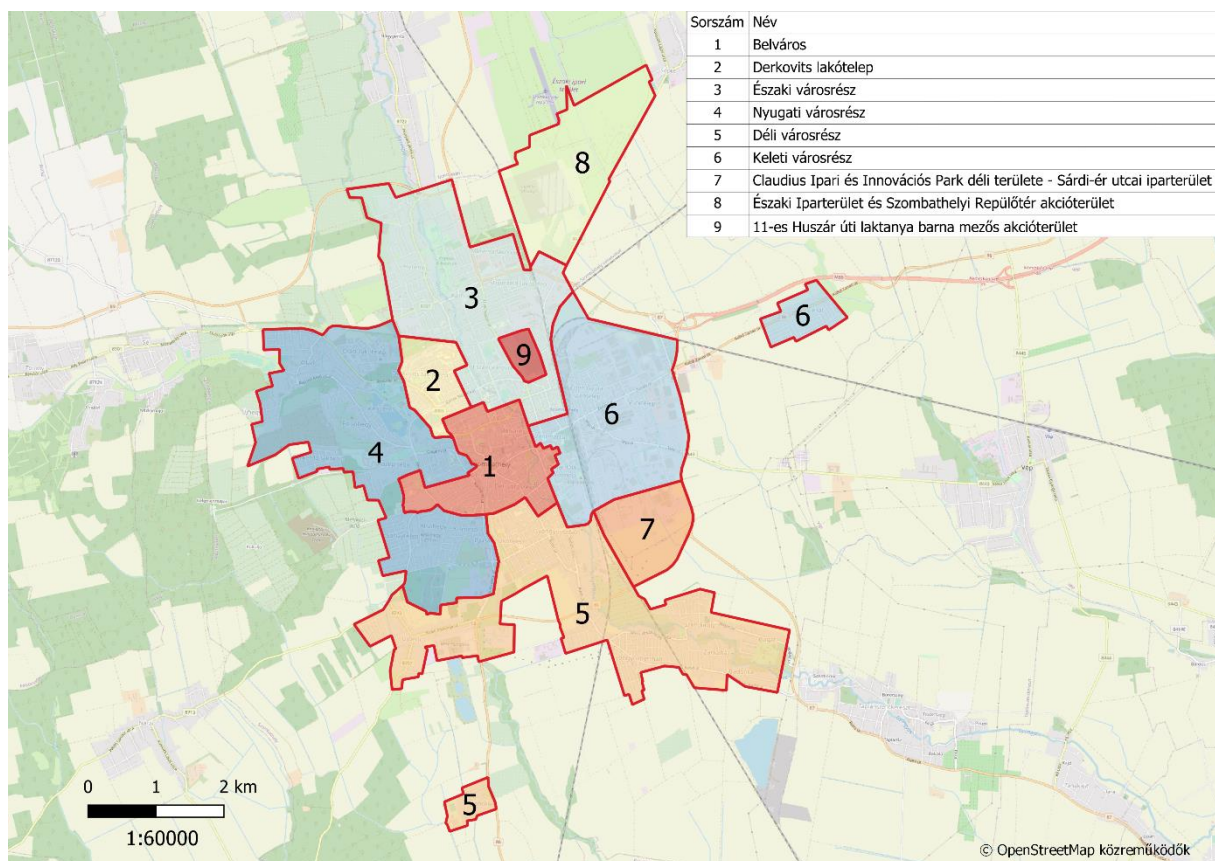 Sorszám Név
1 Belváros
2 Derkovits lakótelep
3 Északi városrész
4 Nyugati városrész
5 Déli városrész
6 Keleti városrész
7 Claudius Ipari és Innovációs Park déli területe - Sárdi-ér utcai iparterület
8 Északi Iparterület és Szombathelyi Repülőtér akcióterület
9 11-es Huszár úti laktanya barna mezős akcióterület
8
3
6
9
2
6
4
1
7
5
5
0 1 2 km
1:60000
© OpenStreetMap közreműködők